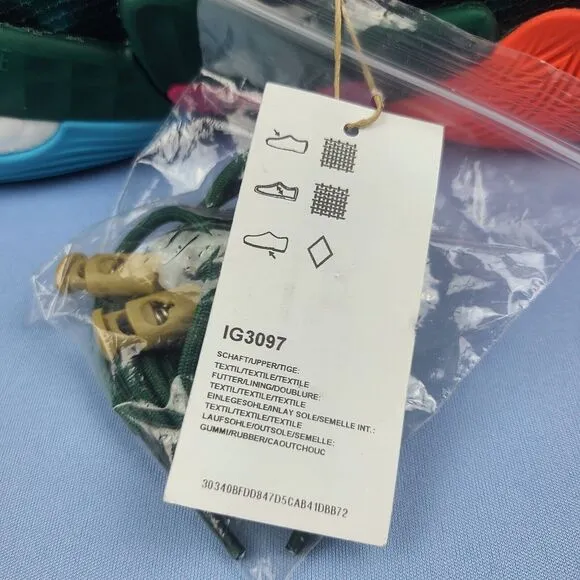 IG3097
SCHAFT/UPPER/TIGE:
TEXTIL/TEXTILE/TEXTILE
FUTTER/LINING/DOUBLURE:
TEXTIL/TEXTILE/TEXTILE
EINLEGESOHLE/INLAY SOLE/SEMELLE INT.:
TEXTIL/TEXTILE/TEXTILE
LAUFSOHLE/OUTSOLE/SEMELLE:
GUMMI/RUBBER/CAOUTCHOUC
30340BFDD847D5CAB41DBB72